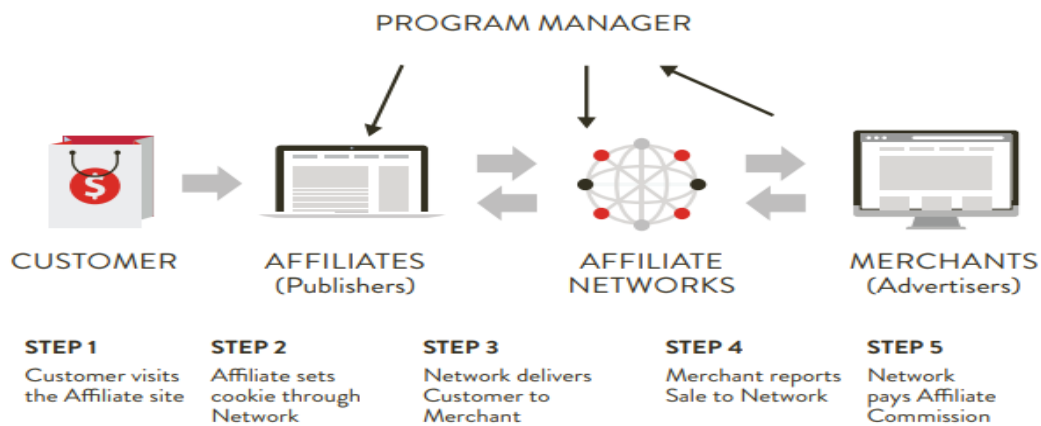 PROGRAM MANAGER
$
CUSTOMER
AFFILIATES
(Publishers)
AFFILIATE
NETWORKS
MERCHANTS
(Advertisers)
STEP 1
Customer visits
the Affiliate site
STEP 2
Affiliate sets
cookie through
Network
STEP 3
Network delivers
Customer to
Merchant
STEP 4
Merchant reports
Sale to Network
STEP 5
Network
pays Affiliate
Commission